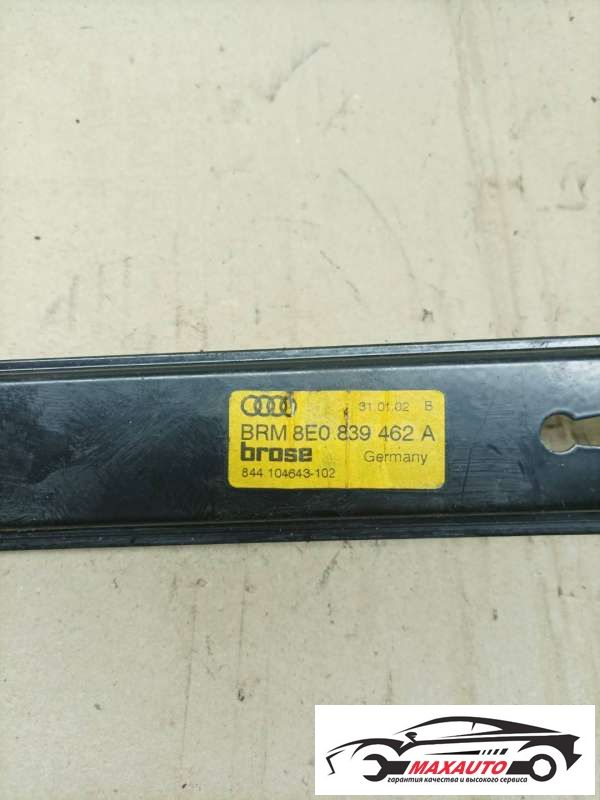 31.01.02 B
BRM 8E0 839 462 A
brose Germany
844 104643-102
MAXAUTO
гарантия качества и высокого сервиса